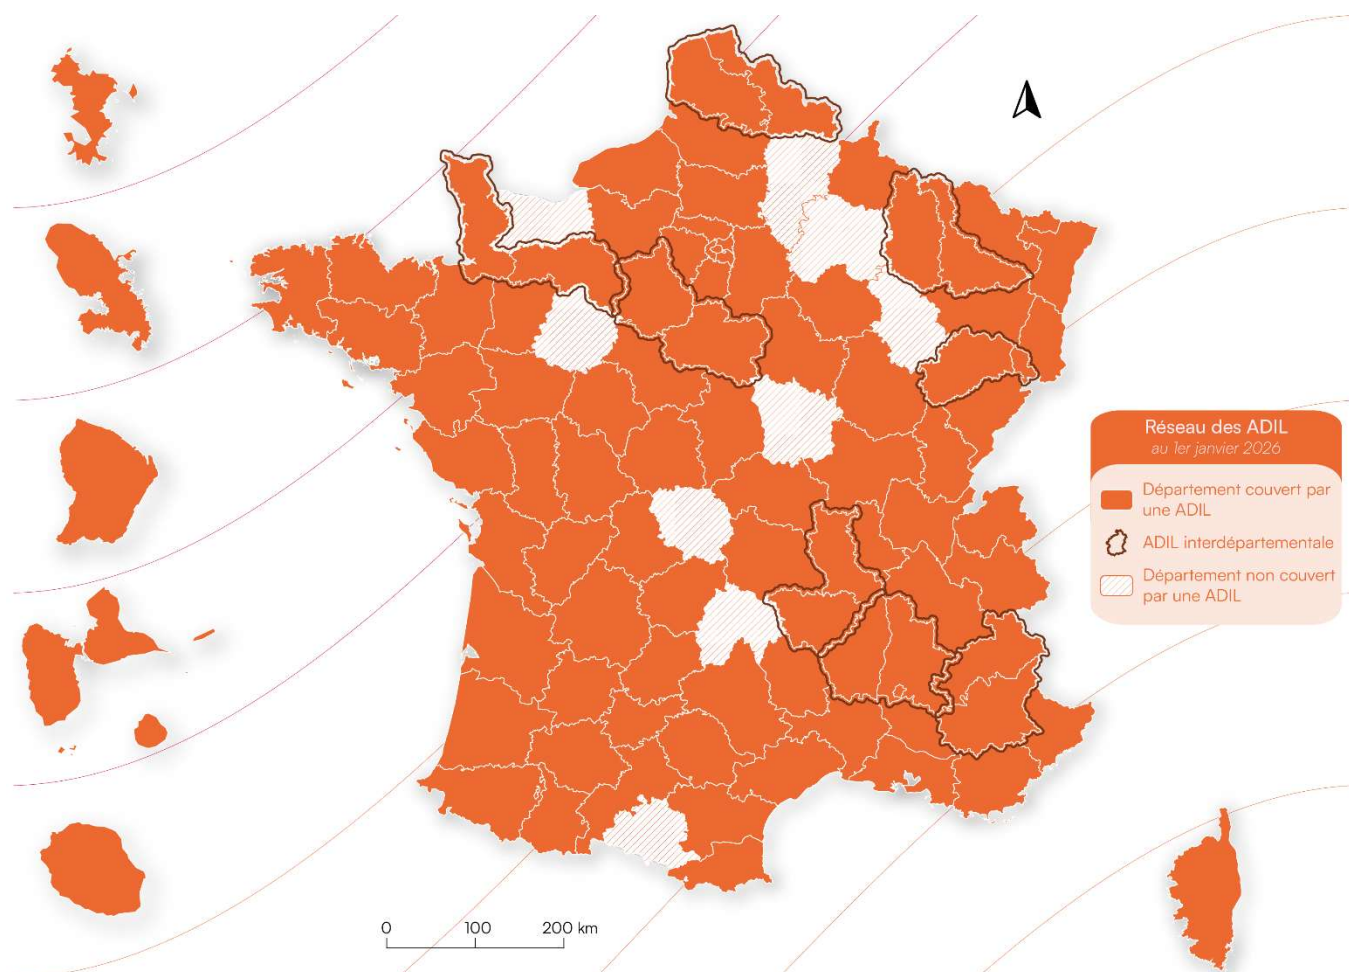 Réseau des ADIL
au 1er janvier 2026
Département couvert par
une ADIL
ADIL interdépartementale
Département non couvert
par une ADIL
0 100 200 km